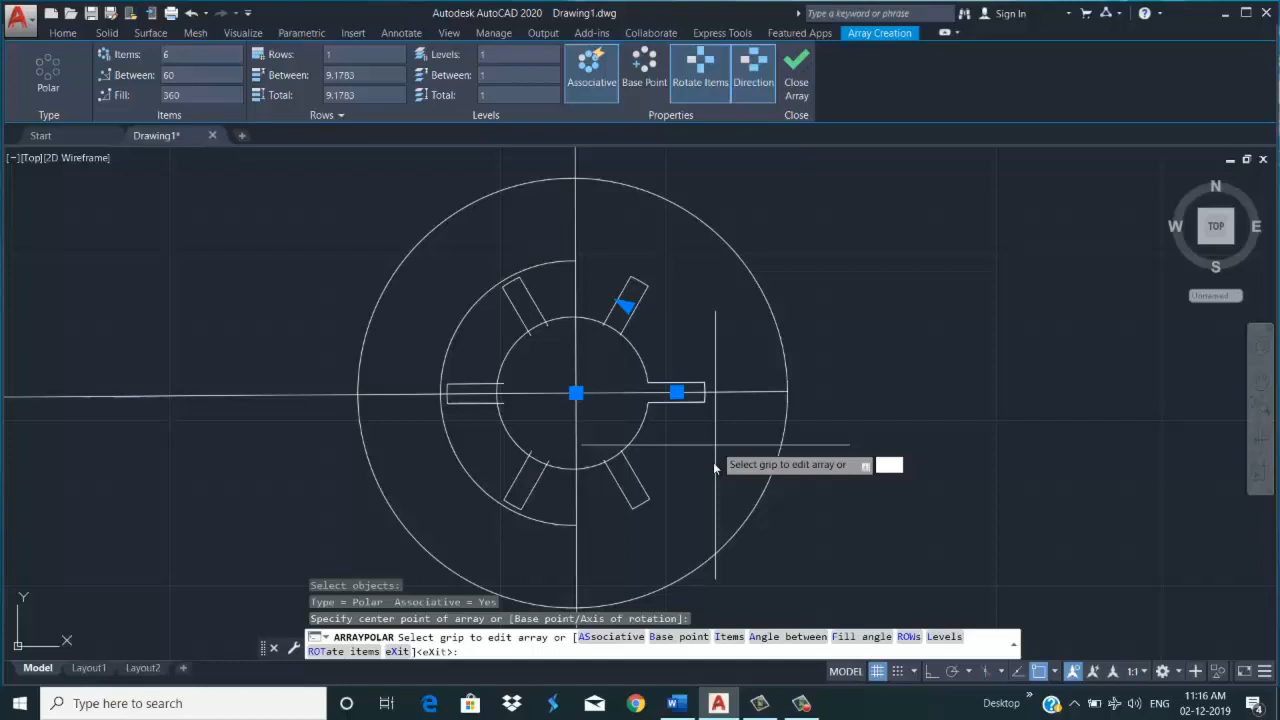 Autodesk AutoCAD 2020 Drawing1.dwg
Type a keyword or phrase
Sign In
Home Solid Surface Mesh Visualize Parametric Insert Annotate View Manage Output Add-ins Collaborate Express Tools Featured Apps Array Creation
Polar
Items: 6
Between: 60
Fill: 360
Rows: 1
Between: 9.1783
Total: 9.1783
Levels: 1
Between: 1
Total: 1
Associative
Base Point
Rotate Items
Direction
Close
Array
Type Items Rows Levels Properties Close
Start Drawing1*
[−][Top][2D Wireframe]
N
W TOP E
S
Unnamed
Select grip to edit array or
Select objects:
Type = Polar Associative = Yes
Specify center point of array or [Base point/Axis of rotation]:
ARRAYPOLAR Select grip to edit array or [ASsociative Base point Items Angle between Fill angle ROWs Levels
ROTate items eXit]<eXit>:
Y
X
Model Layout1 Layout2
MODEL
1:1
Type here to search
Desktop
ENG
11:16 AM
02-12-2019
4